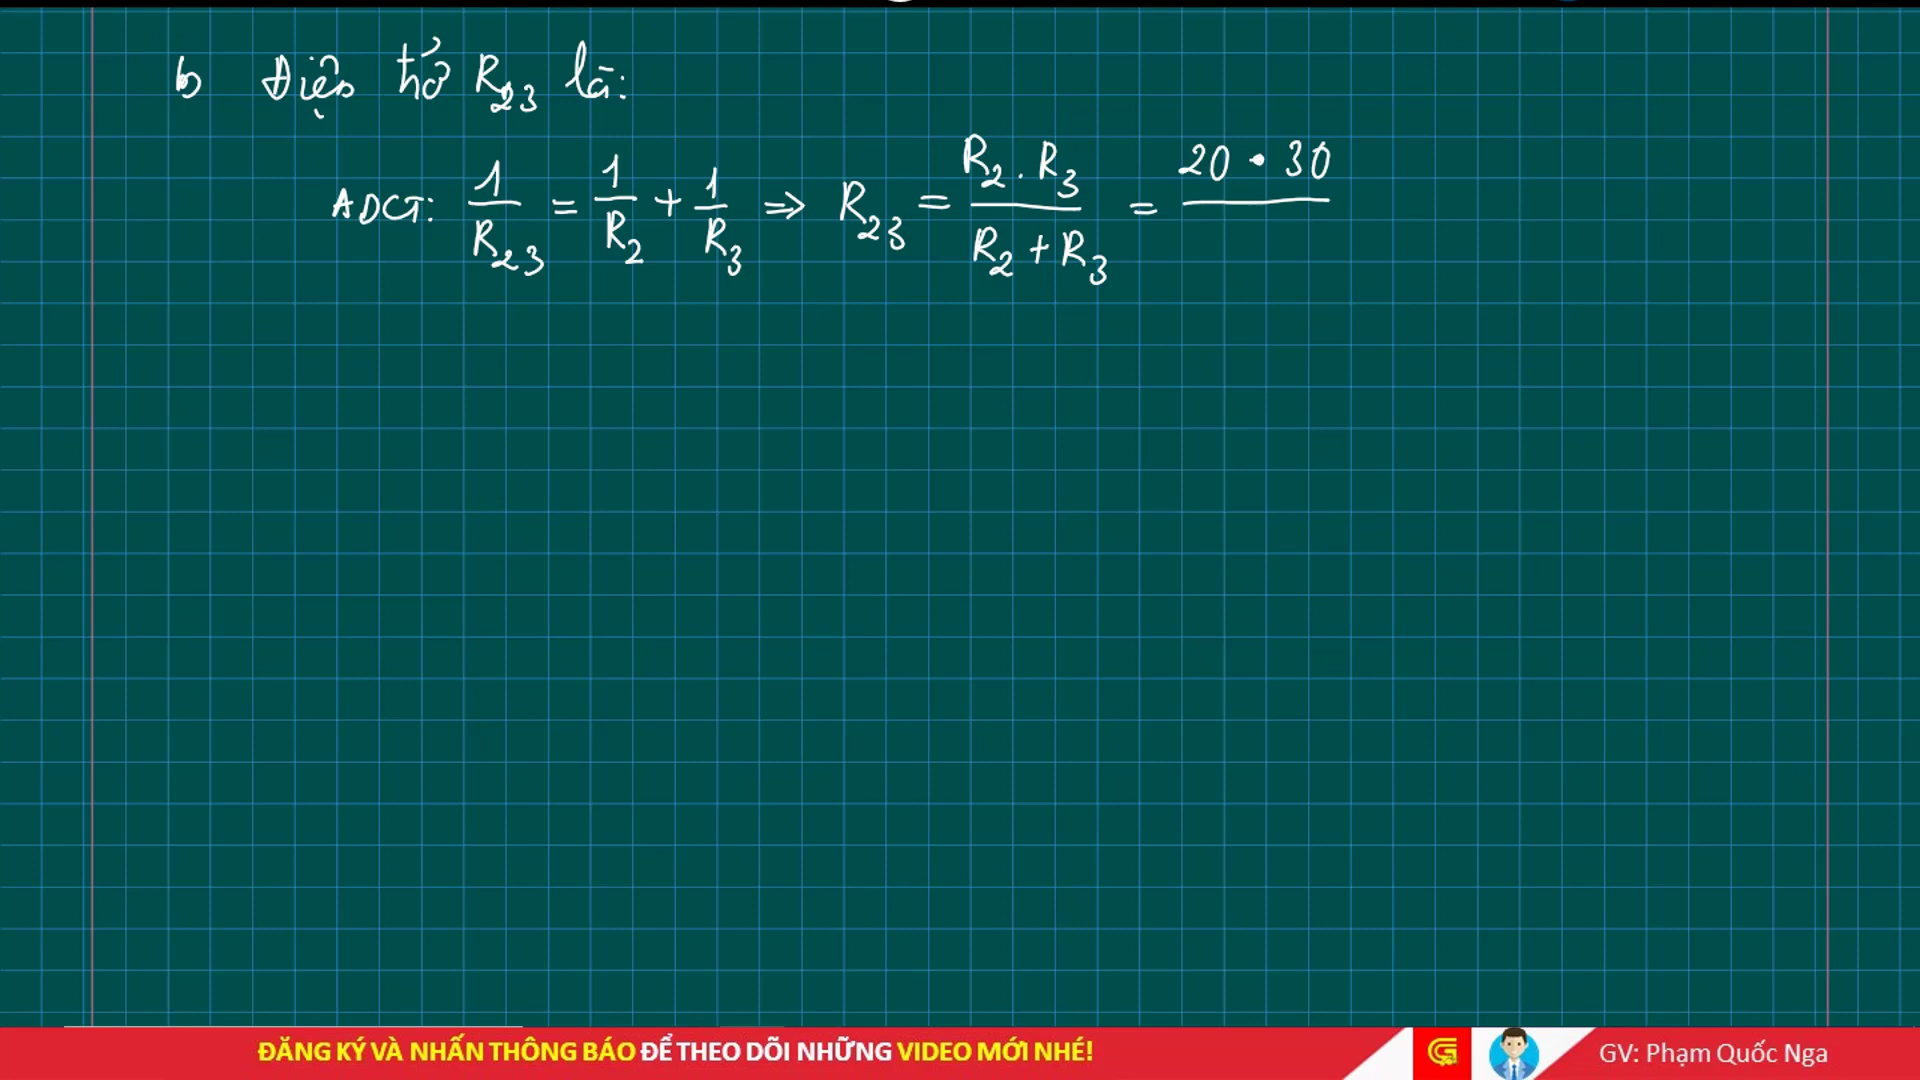 b Điện trở R₂₃ là:
ADCT: 1/R₂₃ = 1/R₂ + 1/R₃ ⇒ R₂₃ = R₂ . R₃ / R₂ + R₃ = 20 • 30
ĐĂNG KÝ VÀ NHẤN THÔNG BÁO ĐỂ THEO DÕI NHỮNG VIDEO MỚI NHÉ!
GV: Phạm Quốc Nga